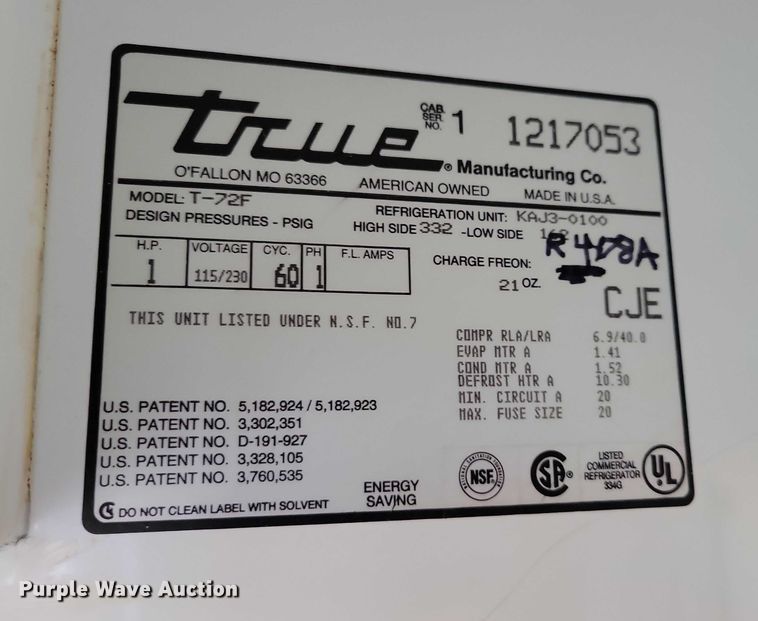 true® Manufacturing Co.
CAB. SER. NO. 1 1217053
O'FALLON MO 63366 AMERICAN OWNED MADE IN U.S.A.
MODEL: T-72F REFRIGERATION UNIT: KAJ3-0100
DESIGN PRESSURES - PSIG HIGH SIDE 332 -LOW SIDE
H.P. VOLTAGE CYC. PH F.L. AMPS
1 115/230 60 1
CHARGE FREON: R408A
21 OZ.
CJE
THIS UNIT LISTED UNDER N.S.F. NO.7
COMPR RLA/LRA 6.9/40.0
EVAP MTR A 1.41
COND MTR A 1.52
DEFROST HTR A 10.30
MIN. CIRCUIT A 20
MAX. FUSE SIZE 20
U.S. PATENT NO. 5,182,924 / 5,182,923
U.S. PATENT NO. 3,302,351
U.S. PATENT NO. D-191-927
U.S. PATENT NO. 3,328,105
U.S. PATENT NO. 3,760,535
DO NOT CLEAN LABEL WITH SOLVENT
ENERGY
SAVING
NSF®
SA®
LISTED
COMMERCIAL
REFRIGERATOR
334G
UL
Purple Wave Auction